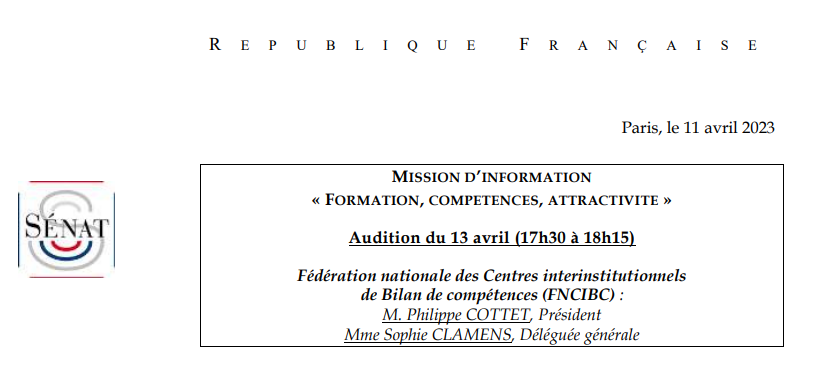 REPUBLIQUE FRANÇAISE
Paris, le 11 avril 2023
SÉNAT
MISSION D’INFORMATION
« FORMATION, COMPETENCES, ATTRACTIVITE »
Audition du 13 avril (17h30 à 18h15)
Fédération nationale des Centres interinstitutionnels
de Bilan de compétences (FNCIBC) :
M. Philippe COTTET, Président
Mme Sophie CLAMENS, Déléguée générale